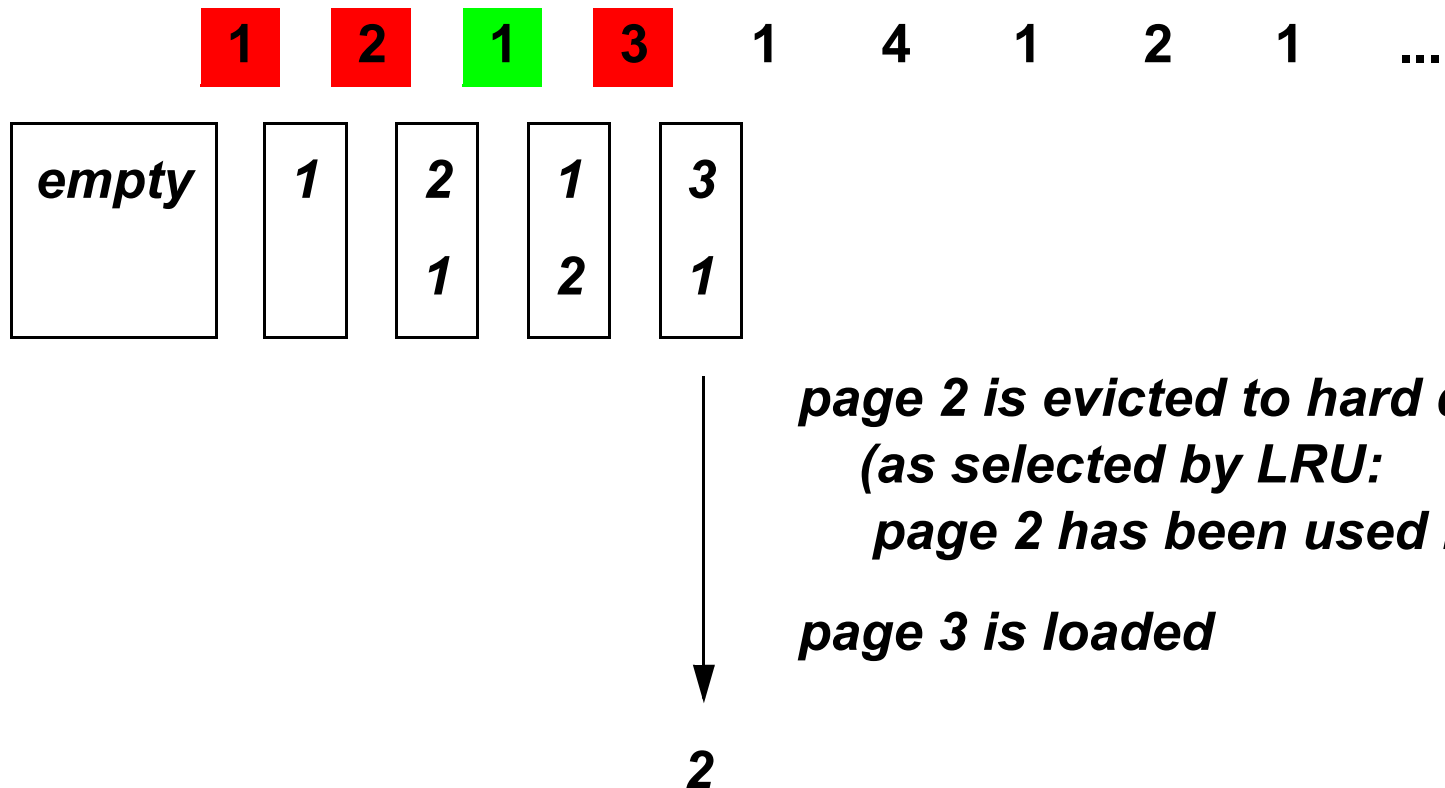 1 2 1 3 1 4 1 2 1 ...
empty 1 2 1 3
1 2 1
page 2 is evicted to hard
(as selected by LRU:
page 2 has been used
page 3 is loaded
2